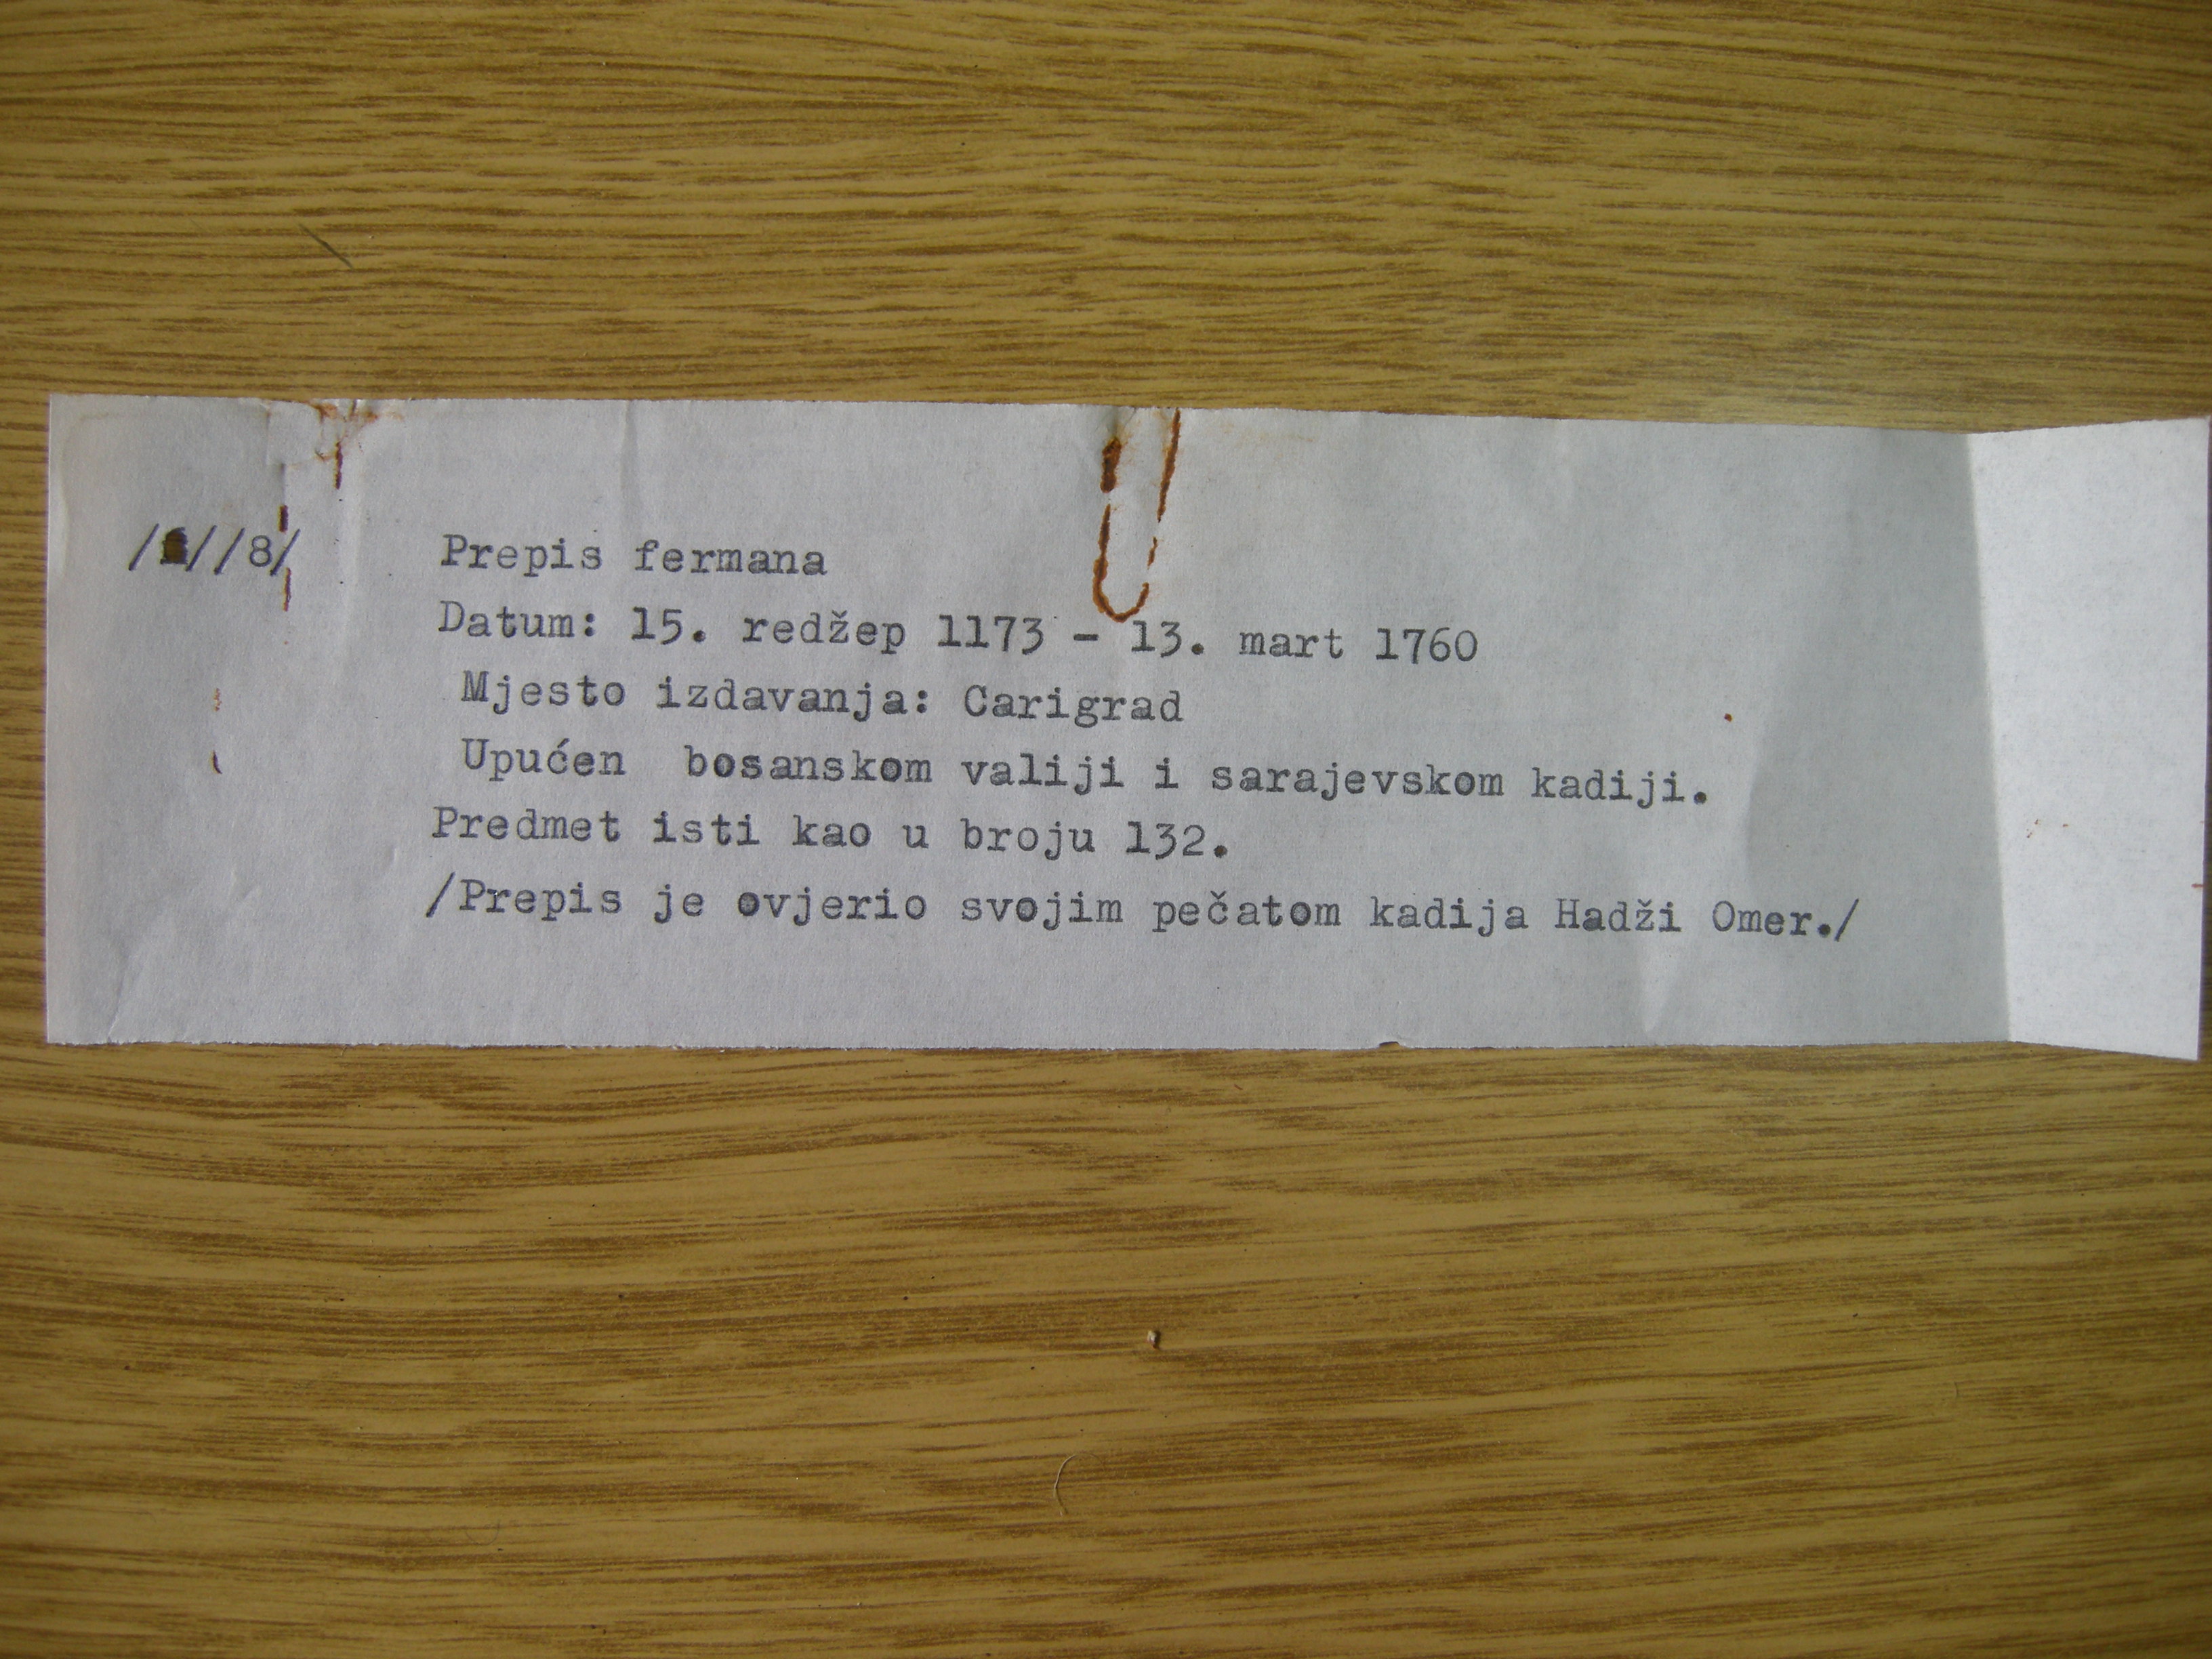 //8/ Prepis fermana
Datum: 15. redžep 1173 - 13. mart 1760
Mjesto izdavanja: Carigrad
Upućen bosanskom valiji i sarajevskom kadiji.
Predmet isti kao u broju 132.
/Prepis je ovjerio svojim pečatom kadija Hadži Omer./